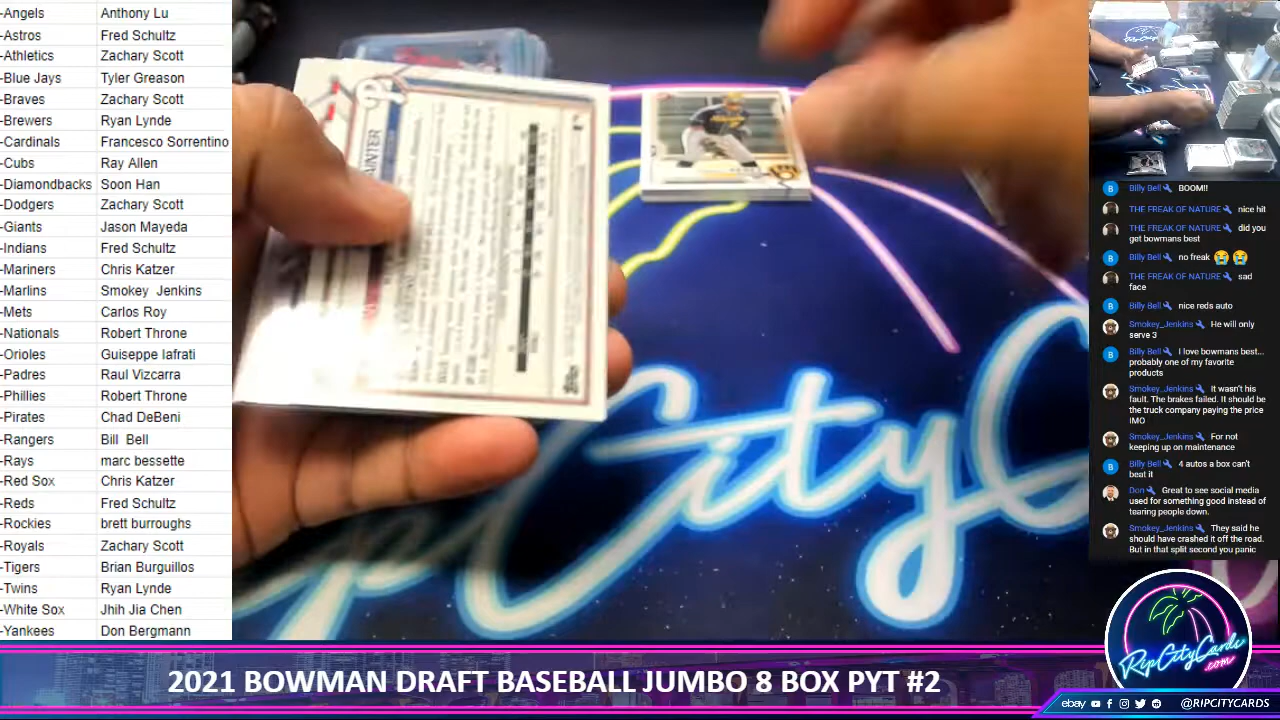 -Angels Anthony Lu
-Astros Fred Schultz
-Athletics Zachary Scott
-Blue Jays Tyler Greason
-Braves Zachary Scott
-Brewers Ryan Lynde
-Cardinals Francesco Sorrentino
-Cubs Ray Allen
-Diamondbacks Soon Han
-Dodgers Zachary Scott
-Giants Jason Mayeda
-Indians Fred Schultz
-Mariners Chris Katzer
-Marlins Smokey Jenkins
-Mets Carlos Roy
-Nationals Robert Throne
-Orioles Guiseppe Iafrati
-Padres Raul Vizcarra
-Phillies Robert Throne
-Pirates Chad DeBeni
-Rangers Bill Bell
-Rays marc bessette
-Red Sox Chris Katzer
-Reds Fred Schultz
-Rockies brett burroughs
-Royals Zachary Scott
-Tigers Brian Burguillos
-Twins Ryan Lynde
-White Sox Jhih Jia Chen
-Yankees Don Bergmann
AINTER
Topps
City
B Billy Bell BOOM!!
THE FREAK OF NATURE nice hit
THE FREAK OF NATURE did you
get bowmans best
B Billy Bell no freak 😭 😭
THE FREAK OF NATURE sad
face
B Billy Bell nice reds auto
Smokey_Jenkins He will only
serve 3
B Billy Bell I love bowmans best...
probably one of my favorite
products
Smokey_Jenkins It wasn't his
fault. The brakes failed. It should be
the truck company paying the price
IMO
Smokey_Jenkins For not
keeping up on maintenance
B Billy Bell 4 autos a box can't
beat it
Don Great to see social media
used for something good instead of
tearing people down.
Smokey_Jenkins They said he
should have crashed it off the road.
But in that split second you panic
RipCityCards
.com
2021 BOWMAN DRAFT BASEBALL JUMBO 8 BOX PYT #2
ebay @RIPCITYCARDS